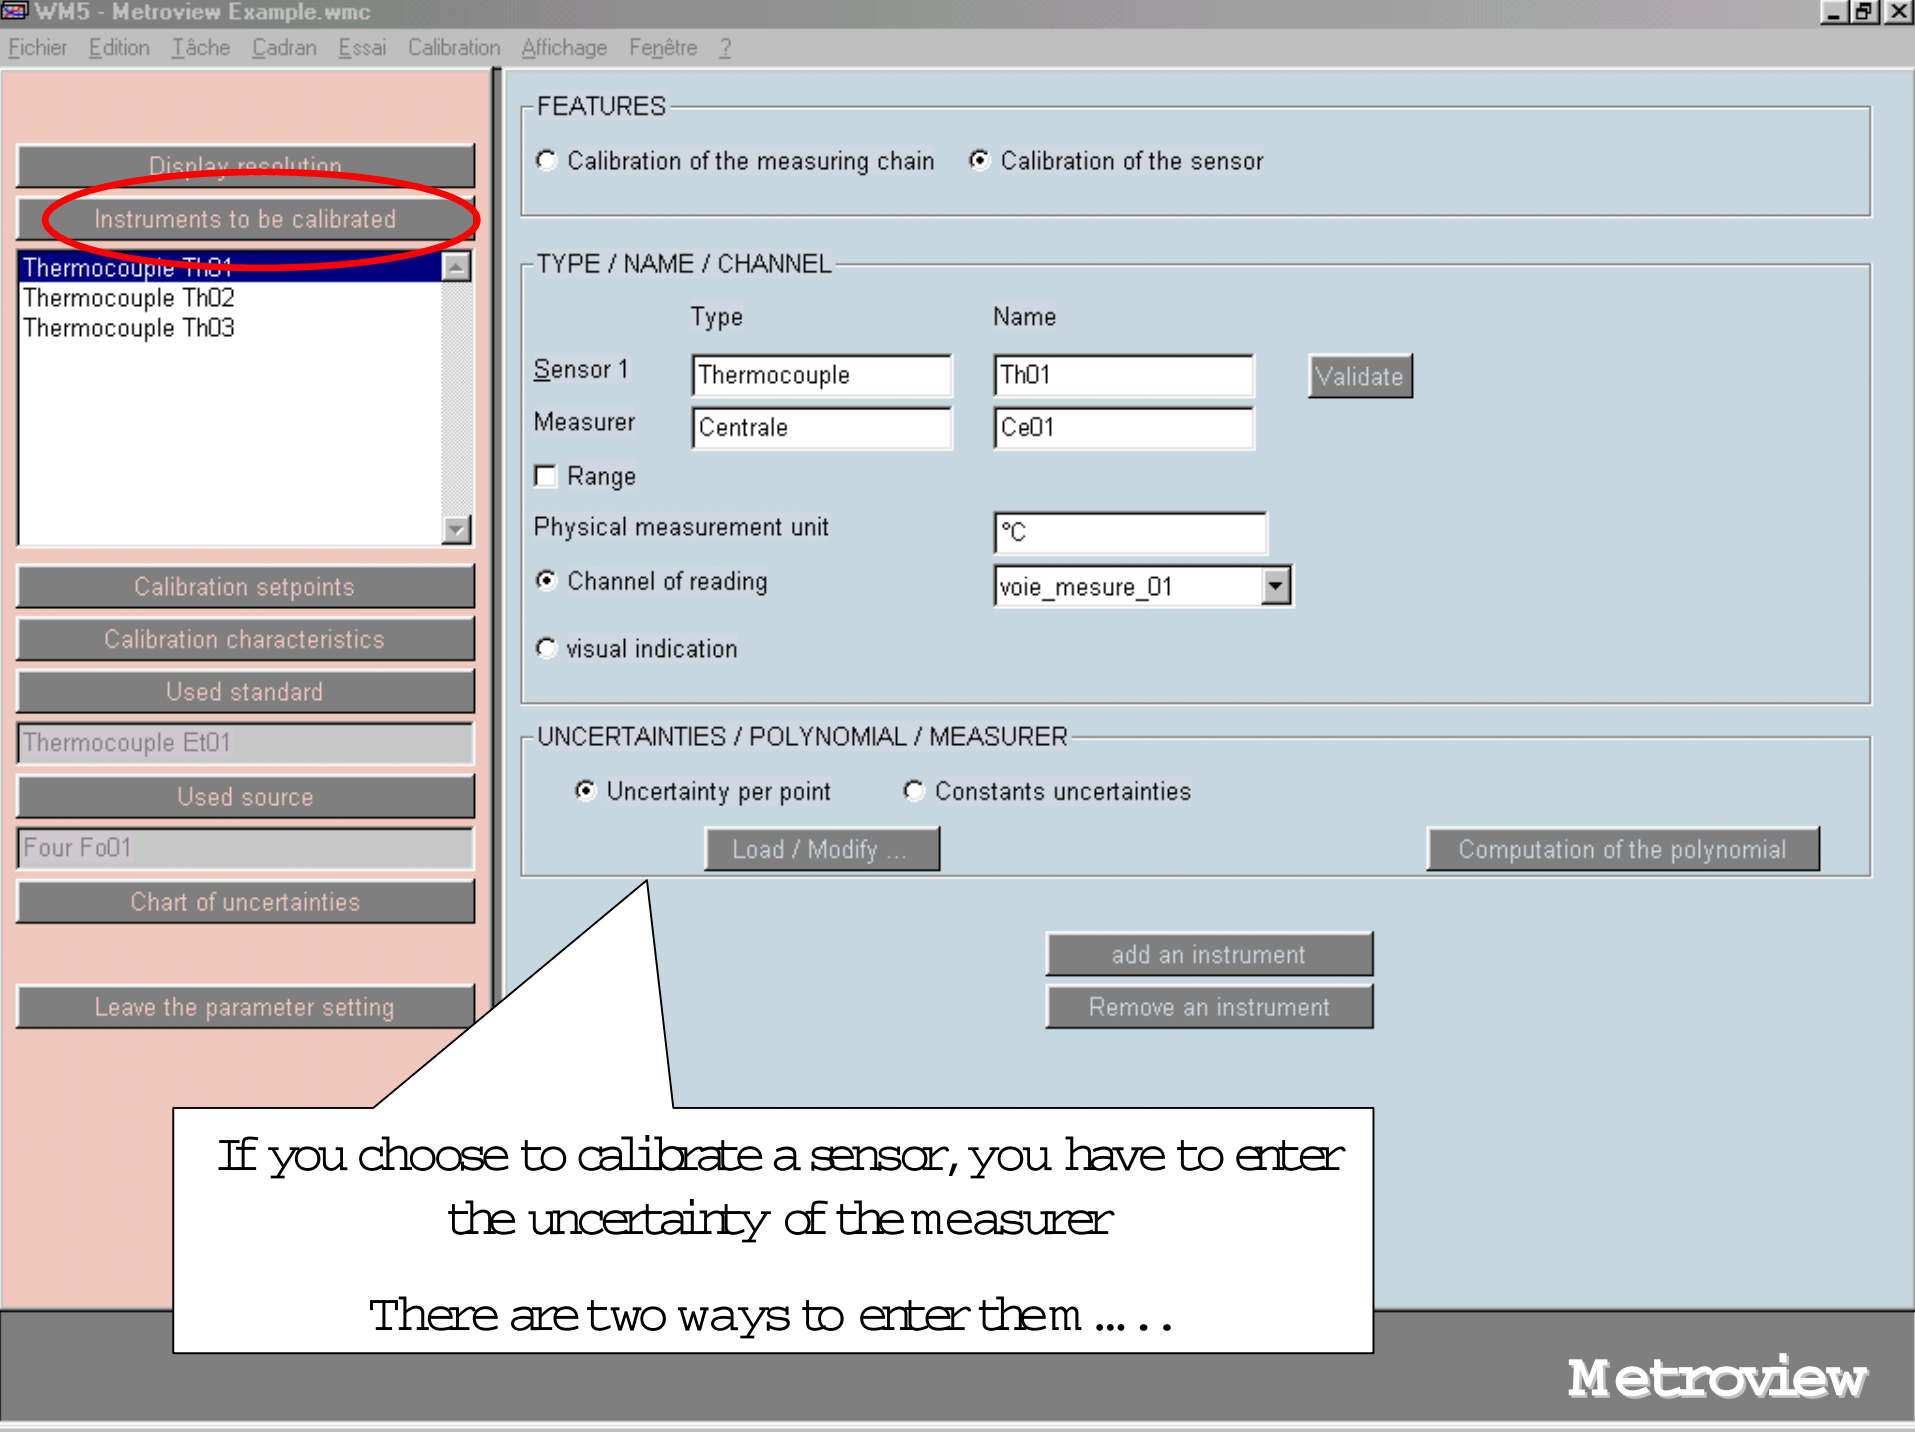 WM5 - Metroview Example.wmc
Fichier Edition Tâche Cadran Essai Calibration Affichage Fenêtre ?
Display resolution
Instruments to be calibrated
Thermocouple Th01
Thermocouple Th02
Thermocouple Th03
Calibration setpoints
Calibration characteristics
Used standard
Thermocouple Et01
Used source
Four Fo01
Chart of uncertainties
Leave the parameter setting
FEATURES
Calibration of the measuring chain Calibration of the sensor
TYPE / NAME / CHANNEL
Type Name
Sensor 1 Thermocouple Th01 Validate
Measurer Centrale Ce01
Range
Physical measurement unit °C
Channel of reading voie_mesure_01
visual indication
UNCERTAINTIES / POLYNOMIAL / MEASURER
Uncertainty per point Constants uncertainties
Load / Modify ... Computation of the polynomial
add an instrument
Remove an instrument
If you choose to calibrate a sensor, you have to enter
the uncertainty of the measurer
There are two ways to enter them .....
Metroview